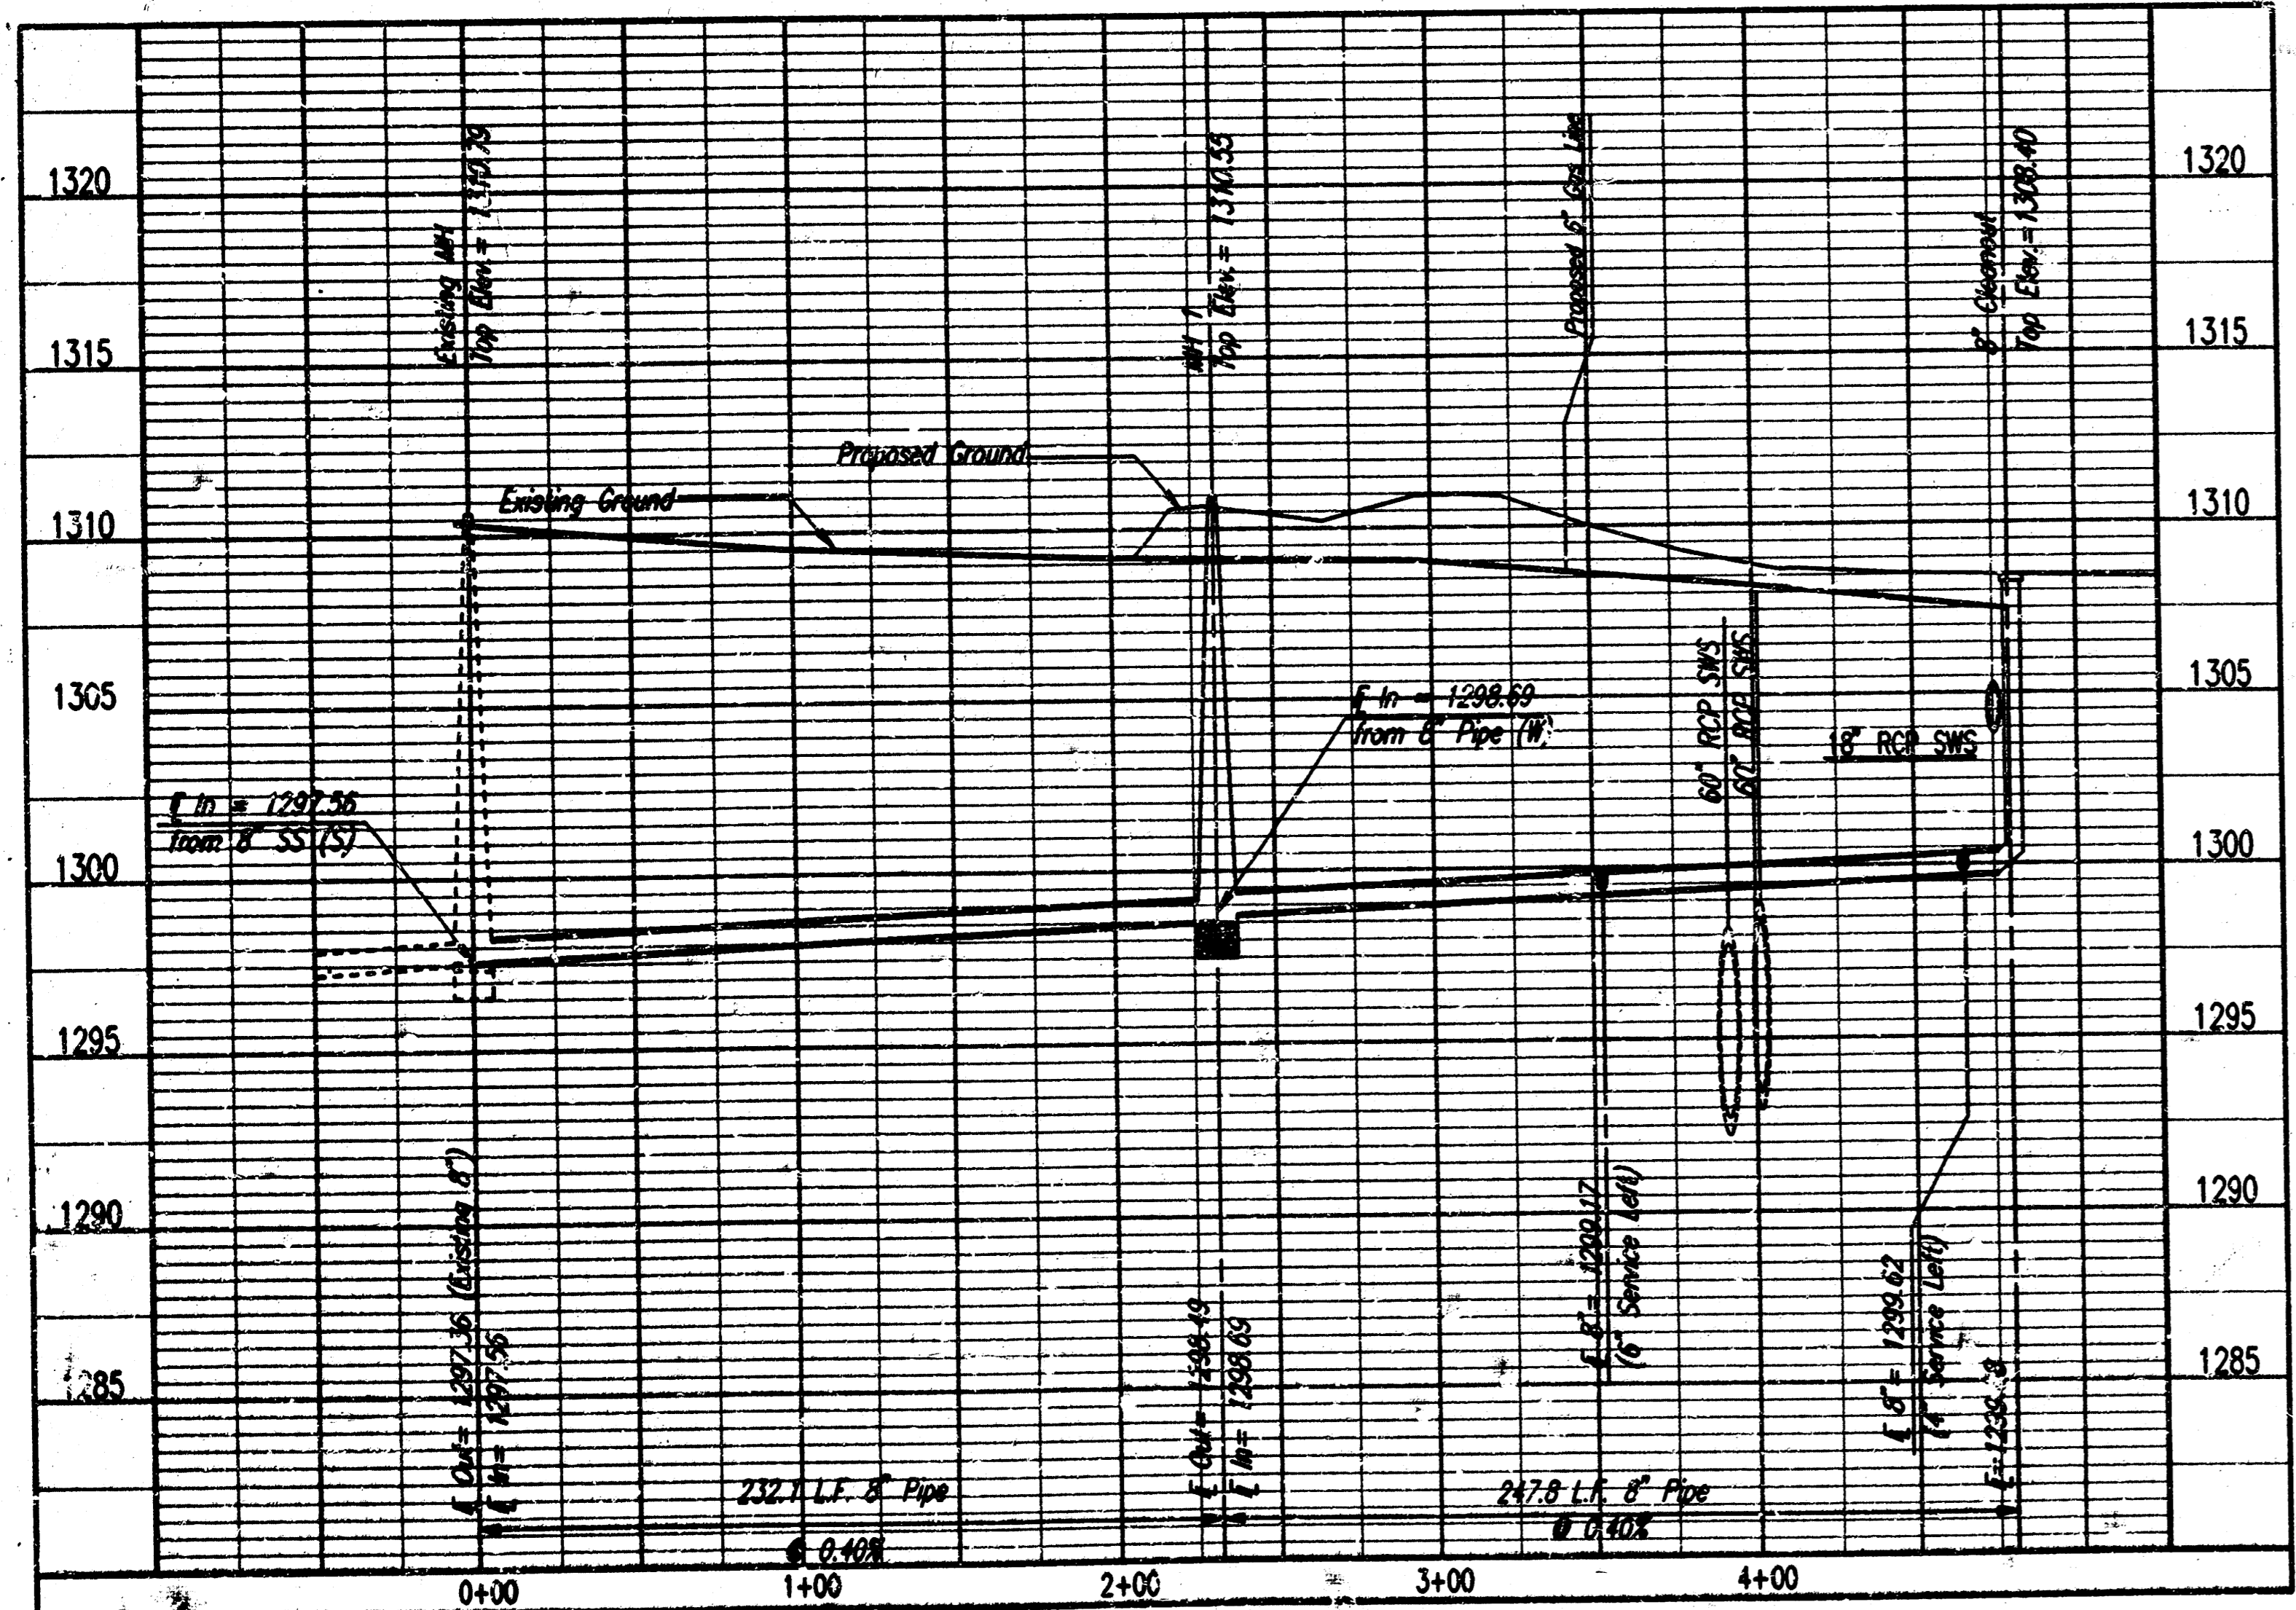 1320
1315
1310
1305
1300
1295
1290
1285
1320
1315
1310
1305
1300
1295
1290
1285
Existing MH
Top Elev. = 1310.79
MH 1
Top Elev. = 1310.55
Proposed 6" Gas Line
8" Cleanout
Top Elev. = 1308.40
Proposed Ground
Existing Ground
In = 1298.69
from 8" Pipe (W)
In = 1297.56
from 8" SS (S)
60" RCP SWS
60" RCP SWS
18" RCP SWS
Out = 1297.36 (Existing 8")
In = 1297.56
Out = 1298.49
In = 1298.69
8" =
(6" Service Left)
8" = 1299.62
(4" Service Left)
232.1 L.F. 8" Pipe
@ 0.40%
247.8 L.F. 8" Pipe
@ 0.40%
0+00
1+00
2+00
3+00
4+00